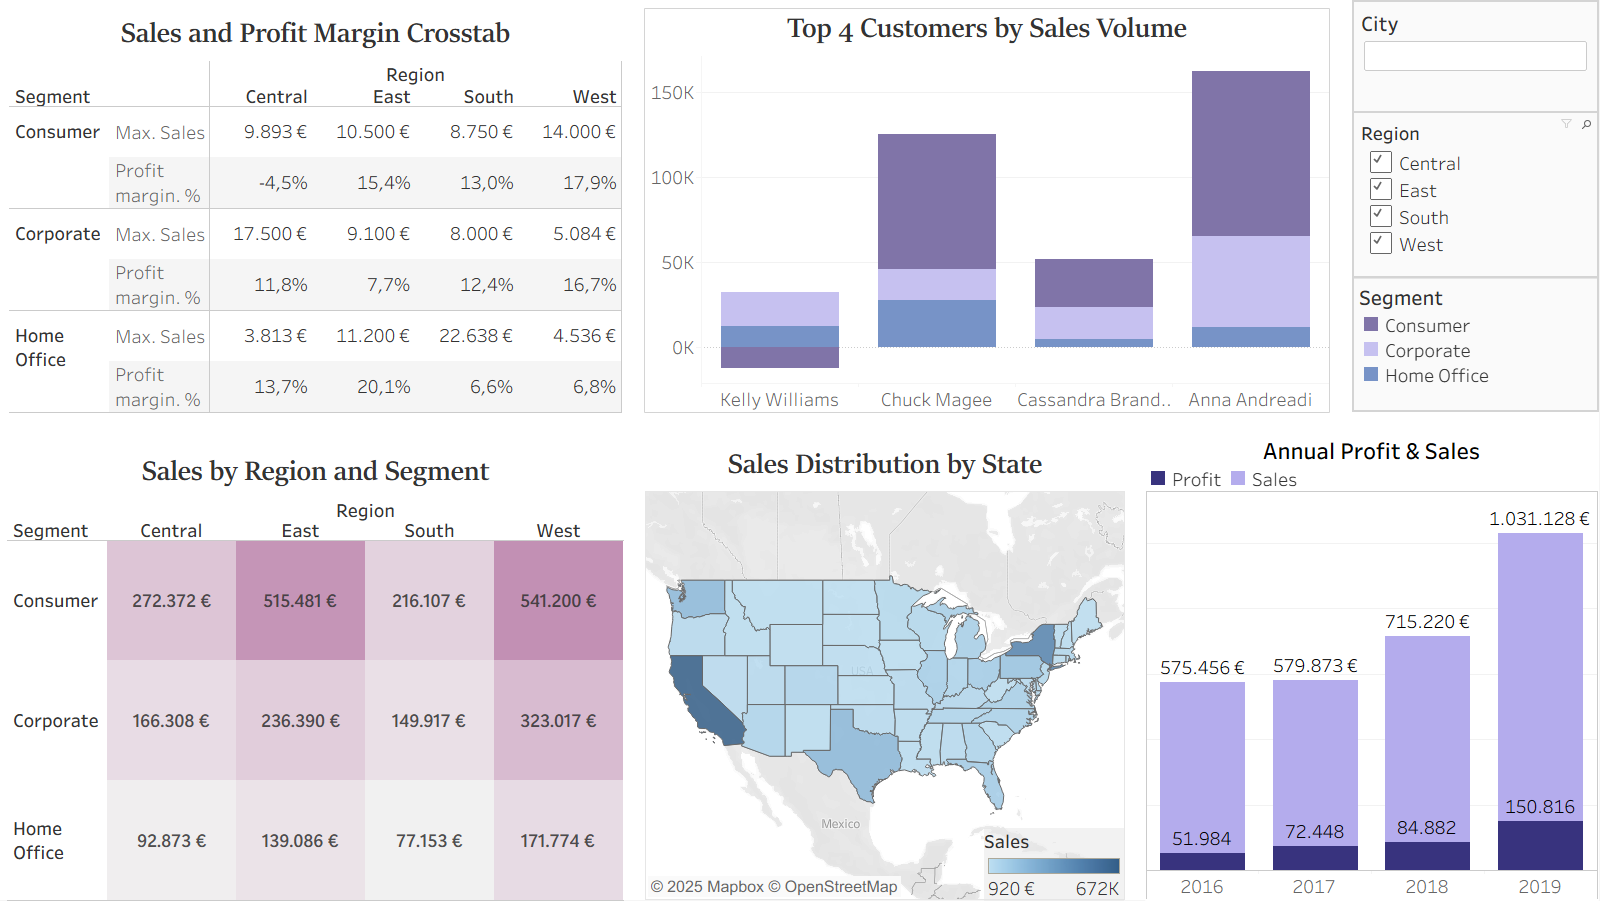 Sales and Profit Margin Crosstab
Region
Segment Central East South West
Consumer Max. Sales 9.893 € 10.500 € 8.750 € 14.000 €
Profit
margin. % -4,5% 15,4% 13,0% 17,9%
Corporate Max. Sales 17.500 € 9.100 € 8.000 € 5.084 €
Profit
margin. % 11,8% 7,7% 12,4% 16,7%
Home
Office Max. Sales 3.813 € 11.200 € 22.638 € 4.536 €
Profit
margin. % 13,7% 20,1% 6,6% 6,8%
Top 4 Customers by Sales Volume
150K
100K
50K
0K
Kelly Williams Chuck Magee Cassandra Brand.. Anna Andreadi
City
Region
Central
East
South
West
Segment
Consumer
Corporate
Home Office
Sales by Region and Segment
Region
Segment Central East South West
Consumer 272.372 € 515.481 € 216.107 € 541.200 €
Corporate 166.308 € 236.390 € 149.917 € 323.017 €
Home
Office 92.873 € 139.086 € 77.153 € 171.774 €
Sales Distribution by State
USA
Mexico
Sales
920 € 672K
© 2025 Mapbox © OpenStreetMap
Annual Profit & Sales
Profit Sales
1.031.128 €
715.220 €
575.456 € 579.873 €
51.984 72.448 84.882 150.816
2016 2017 2018 2019